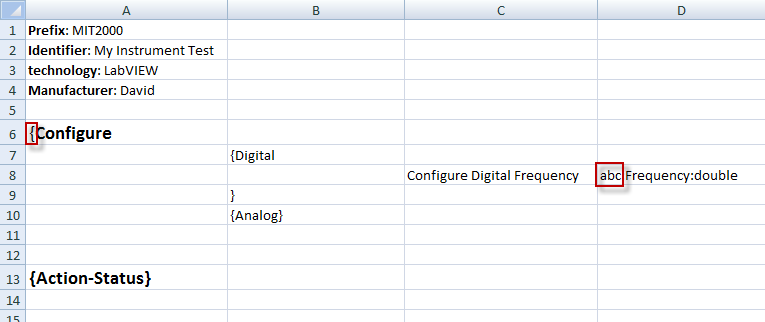 A B C D
1 Prefix: MIT2000
2 Identifier: My Instrument Test
3 technology: LabVIEW
4 Manufacturer: David
5
6 {Configure
7 {Digital
8 Configure Digital Frequency abc Frequency:double
9 }
10 {Analog}
11
12
13 {Action-Status}
14
15